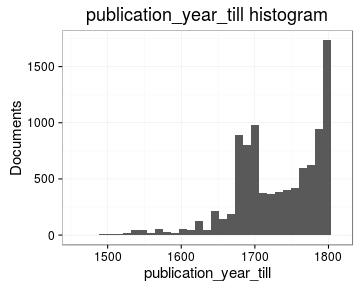 publication_year_till histogram
1500
1000
500
0
Documents
1500 1600 1700 1800
publication_year_till